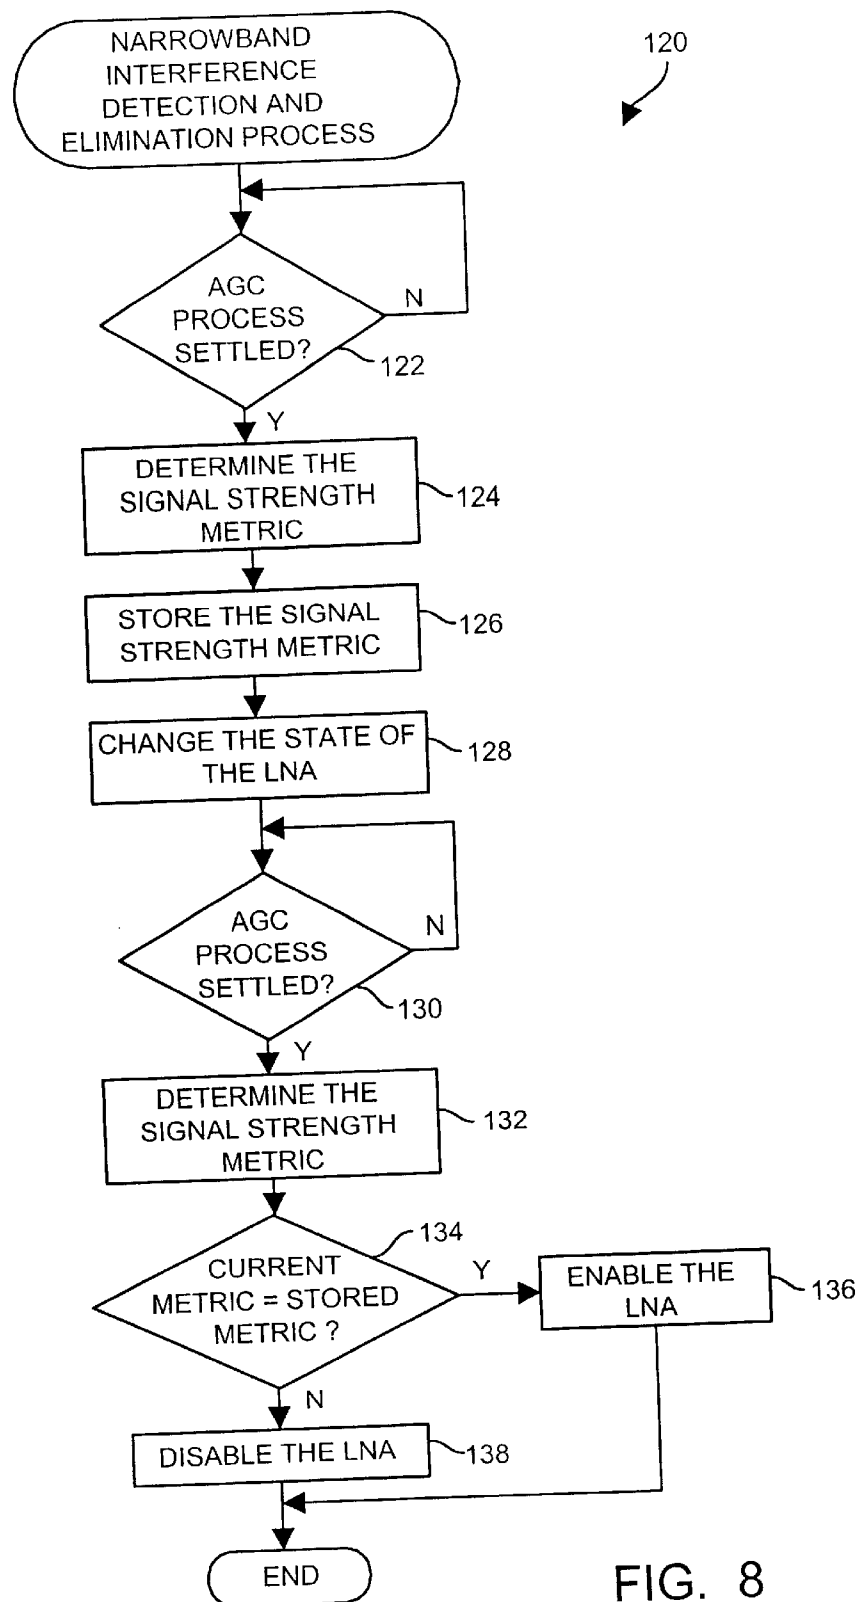 NARROWBAND
INTERFERENCE
DETECTION AND
ELIMINATION PROCESS
120
AGC
PROCESS
SETTLED?
N
122
Y
DETERMINE THE
SIGNAL STRENGTH
METRIC
124
STORE THE SIGNAL
STRENGTH METRIC
126
CHANGE THE STATE OF
THE LNA
128
AGC
PROCESS
SETTLED?
N
130
Y
DETERMINE THE
SIGNAL STRENGTH
METRIC
132
134
CURRENT
METRIC = STORED
METRIC ?
Y
ENABLE THE
LNA
136
N
DISABLE THE LNA
138
END
FIG. 8